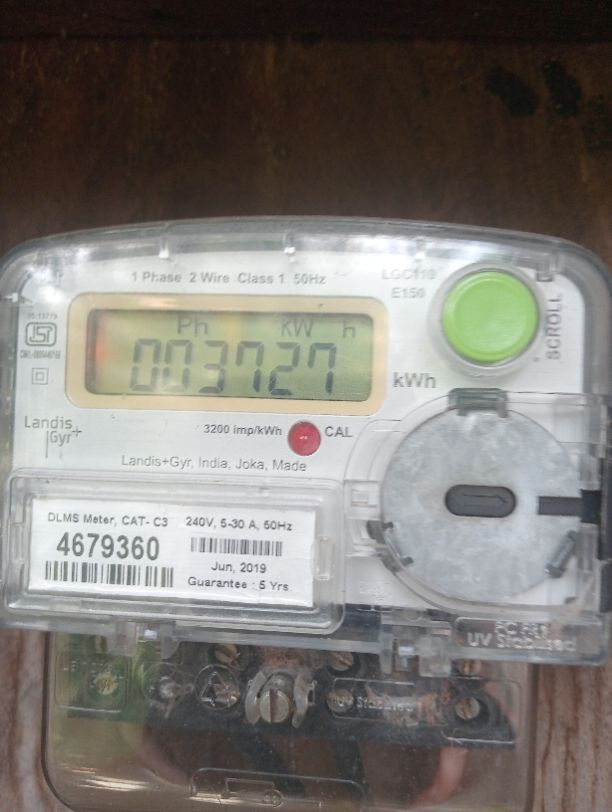 1 Phase 2 Wire Class 1 50Hz
LGC110
E150
Ph KW h
003727
kWh
SCROLL
Landis
Gyr+
3200 imp/kWh CAL
Landis+Gyr, India, Joka, Made
DLMS Meter, CAT- C3 240V, 5-30 A, 50Hz
4679360
Jun, 2019
Guarantee : 5 Yrs.
UV Stabilised